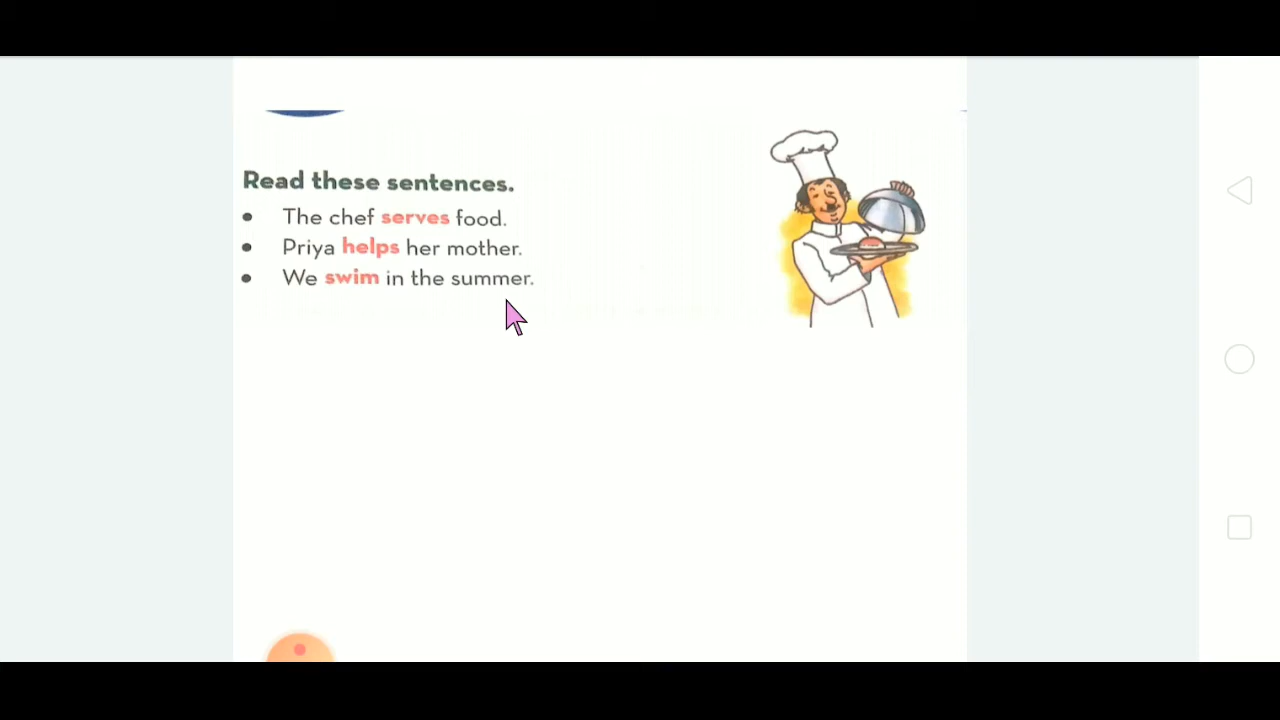 Read these sentences.
• The chef serves food.
• Priya helps her mother.
• We swim in the summer.